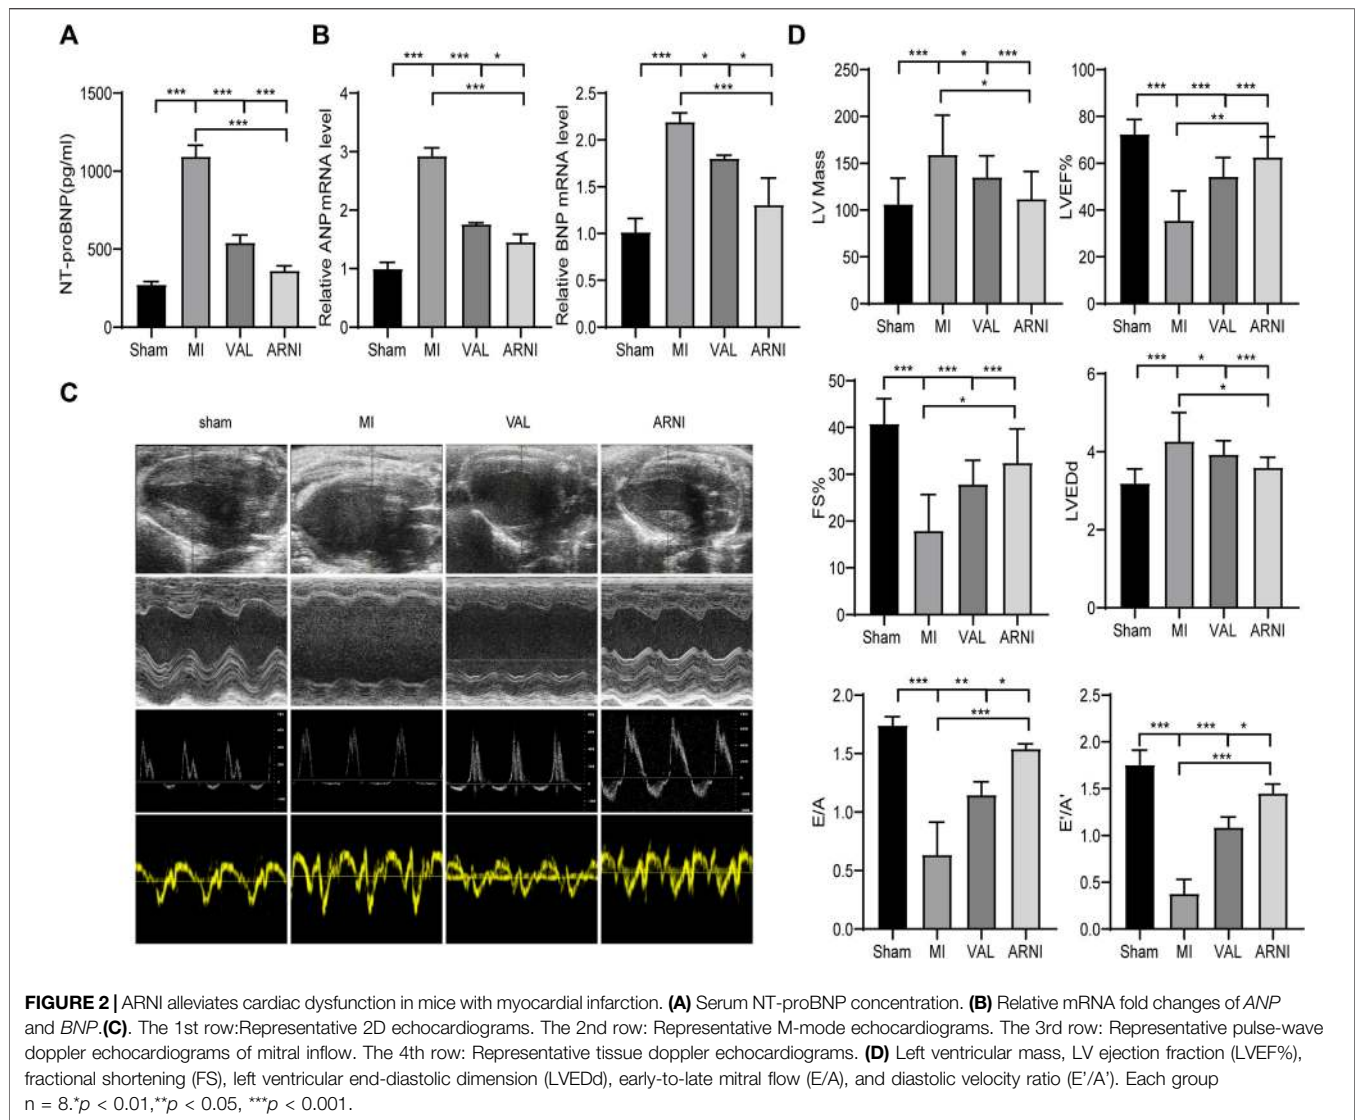 A
*** *** ***
***
NT-proBNP(pg/ml)
1500
1000
500
0
Sham MI VAL ARNI
B
*** *** *
***
Relative ANP mRNA level
4
3
2
1
0
Sham MI VAL ARNI
*** * *
***
Relative BNP mRNA level
2.5
2.0
1.5
1.0
0.5
0.0
Sham MI VAL ARNI
C
sham MI VAL ARNI
D
*** * ***
*
LV Mass
250
200
150
100
50
0
Sham MI VAL ARNI
*** *** ***
**
LVEF%
100
80
60
40
20
0
Sham MI VAL ARNI
*** *** ***
*
FS%
50
40
30
20
10
0
Sham MI VAL ARNI
*** * ***
*
LVEDd
6
4
2
0
Sham MI VAL ARNI
*** ** *
***
E/A
2.0
1.5
1.0
0.5
0.0
Sham MI VAL ARNI
*** *** *
***
E'/A'
2.5
2.0
1.5
1.0
0.5
0.0
Sham MI VAL ARNI
FIGURE 2 | ARNI alleviates cardiac dysfunction in mice with myocardial infarction. (A) Serum NT-proBNP concentration. (B) Relative mRNA fold changes of ANP
and BNP.(C). The 1st row:Representative 2D echocardiograms. The 2nd row: Representative M-mode echocardiograms. The 3rd row: Representative pulse-wave
doppler echocardiograms of mitral inflow. The 4th row: Representative tissue doppler echocardiograms. (D) Left ventricular mass, LV ejection fraction (LVEF%),
fractional shortening (FS), left ventricular end-diastolic dimension (LVEDd), early-to-late mitral flow (E/A), and diastolic velocity ratio (E'/A'). Each group
n = 8.*p < 0.01,**p < 0.05, ***p < 0.001.